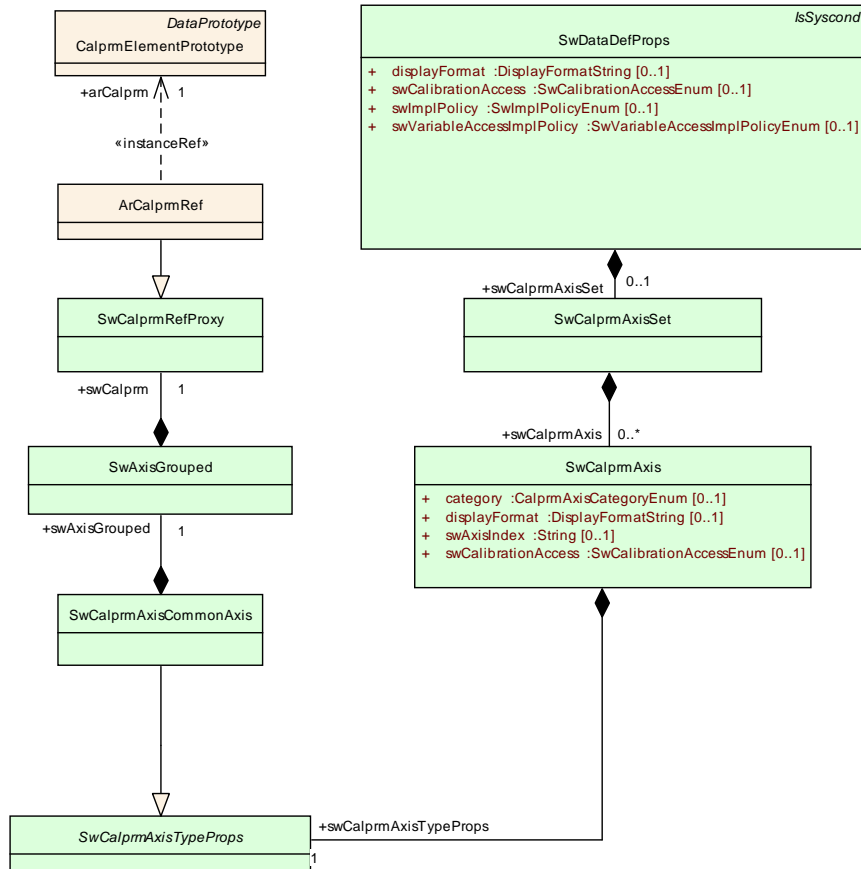 DataPrototype
CalprmElementPrototype
+arCalprm 1
«instanceRef»
ArCalprmRef
SwCalprmRefProxy
+swCalprm 1
SwAxisGrouped
+swAxisGrouped 1
SwCalprmAxisCommonAxis
SwCalprmAxisTypeProps
IsSyscond
SwDataDefProps
+ displayFormat :DisplayFormatString [0..1]
+ swCalibrationAccess :SwCalibrationAccessEnum [0..1]
+ swImplPolicy :SwImplPolicyEnum [0..1]
+ swVariableAccessImplPolicy :SwVariableAccessImplPolicyEnum [0..1]
+swCalprmAxisSet 0..1
SwCalprmAxisSet
+swCalprmAxis 0..*
SwCalprmAxis
+ category :CalprmAxisCategoryEnum [0..1]
+ displayFormat :DisplayFormatString [0..1]
+ swAxisIndex :String [0..1]
+ swCalibrationAccess :SwCalibrationAccessEnum [0..1]
+swCalprmAxisTypeProps
1